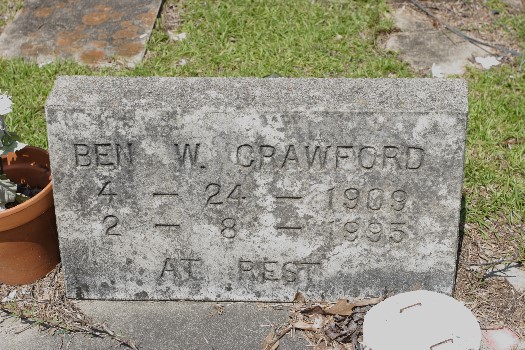 BEN W. CRAWFORD
4 - 24 - 1909
2 - 8 - 1995
AT REST